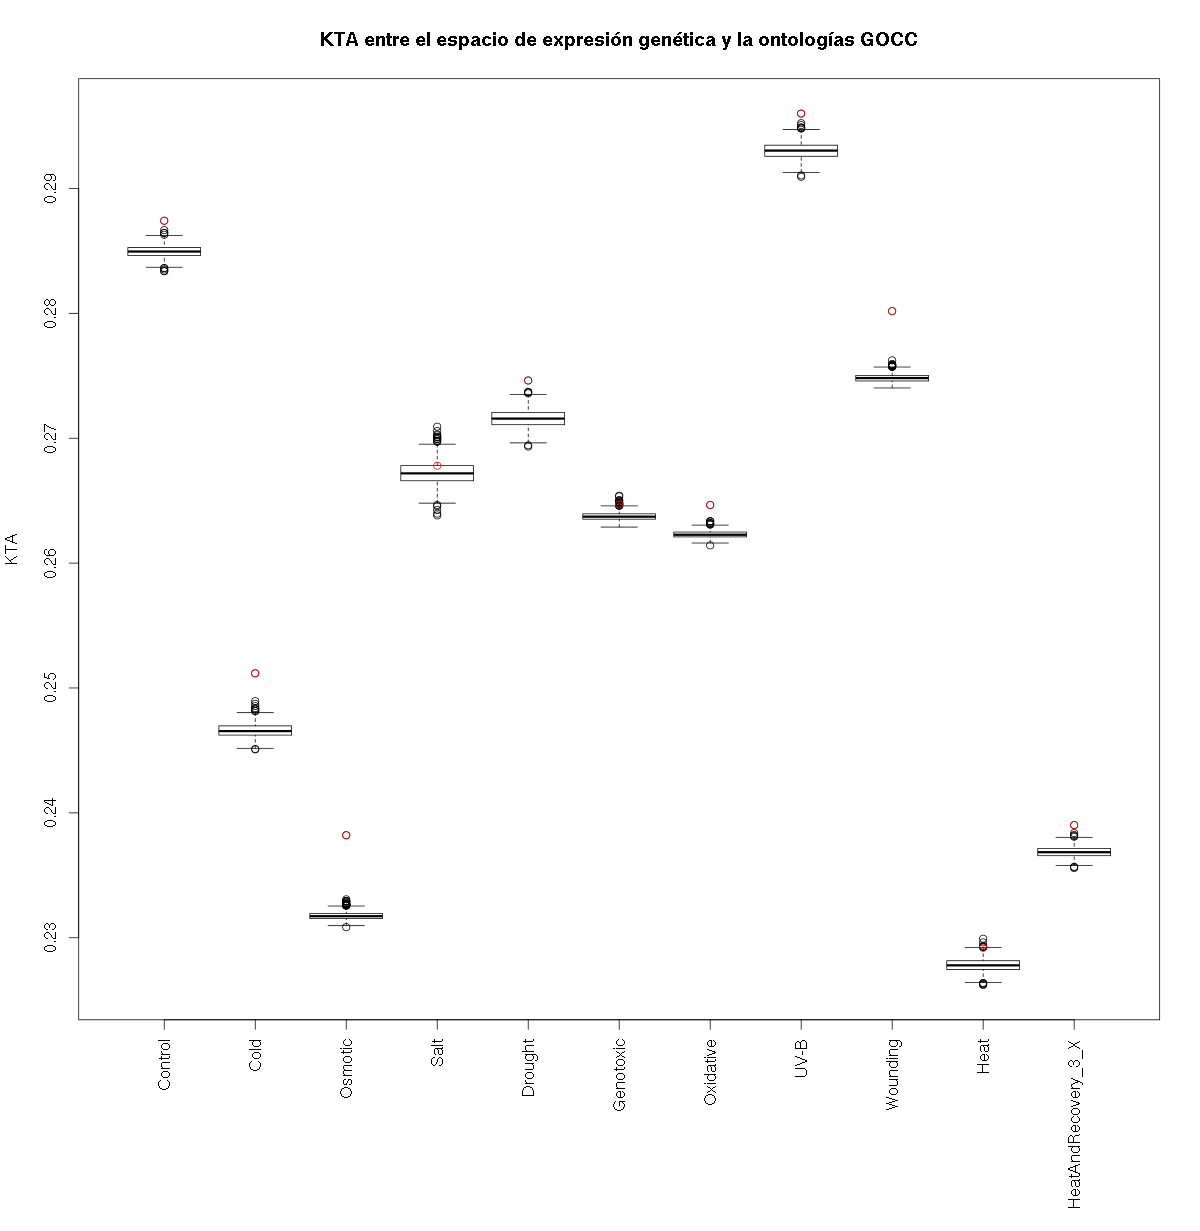 KTA entre el espacio de expresión genética y la ontologías GOCC
KTA
0.29
0.28
0.27
0.26
0.25
0.24
0.23
Control
Cold
Osmotic
Salt
Drought
Genotoxic
Oxidative
UV-B
Wounding
Heat
HeatAndRecovery_3_X